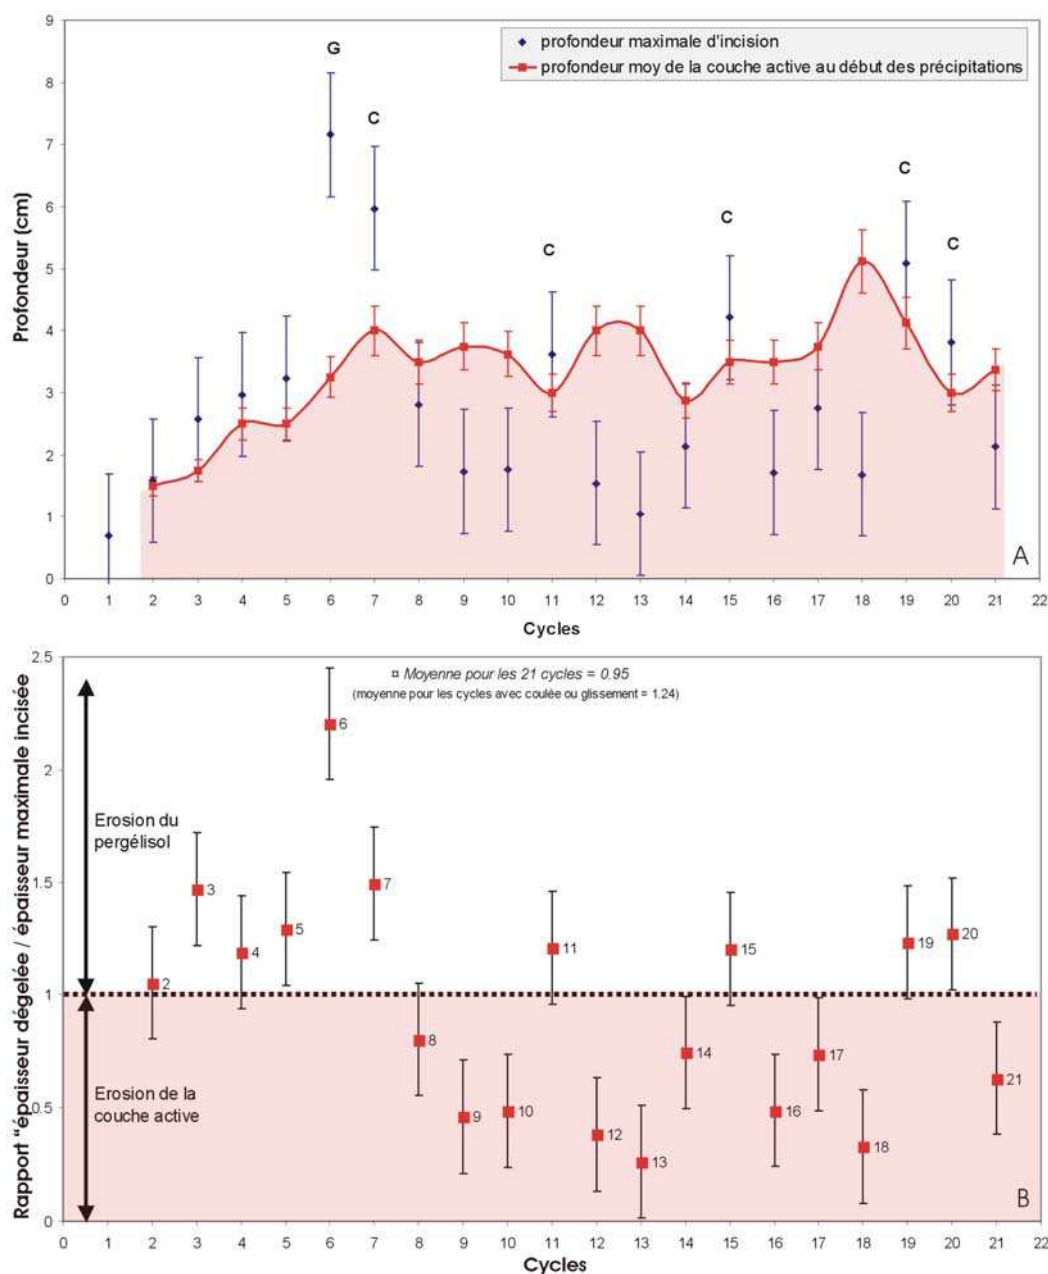 9
8
7
6
5
4
3
2
1
0
Profondeur (cm)
profondeur maximale d'incision
profondeur moy de la couche active au début des précipitations
G
C
C
C
C
C
A
0 1 2 3 4 5 6 7 8 9 10 11 12 13 14 15 16 17 18 19 20 21 22
Cycles
2.5
2
1.5
1
0.5
0
Rapport "épaisseur dégelée / épaisseur maximale incisée
¤ Moyenne pour les 21 cycles = 0.95
(moyenne pour les cycles avec coulée ou glissement = 1.24)
Erosion du
pergélisol
Erosion de la
couche active
2
3
4
5
6
7
8
9
10
11
12
13
14
15
16
17
18
19
20
21
B
0 1 2 3 4 5 6 7 8 9 10 11 12 13 14 15 16 17 18 19 20 21 22
Cycles